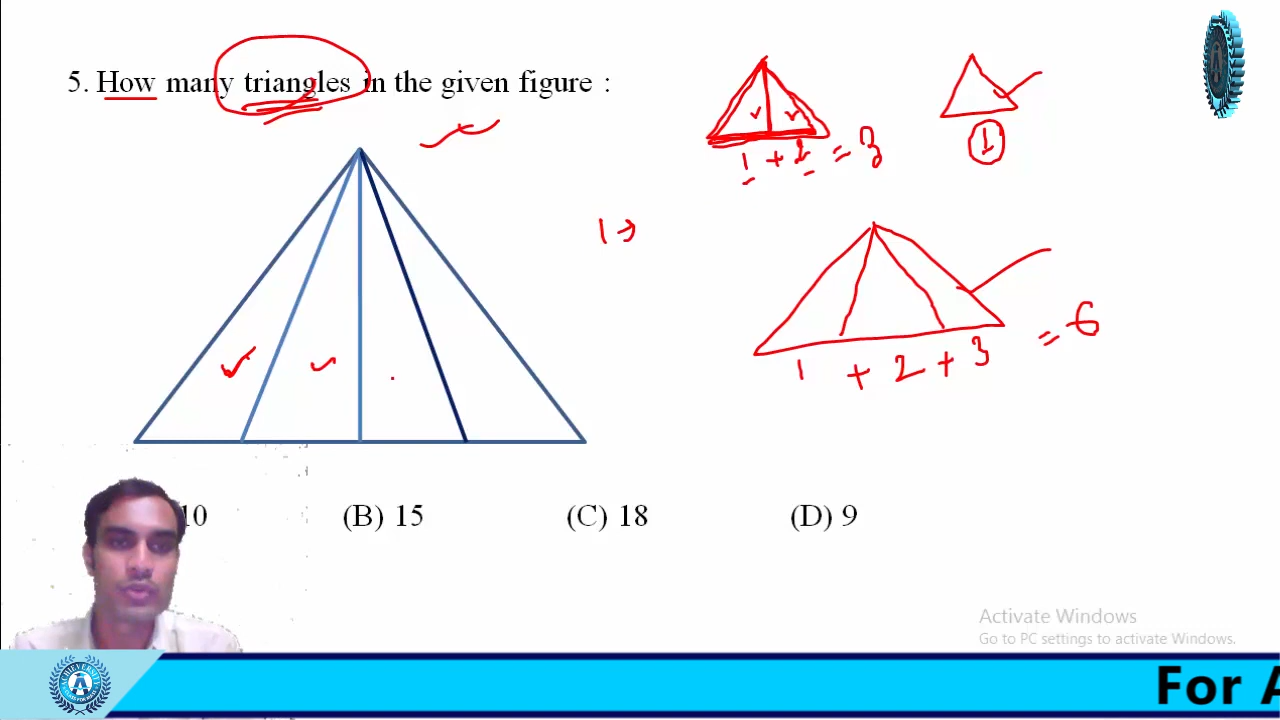 5. How many triangles in the given figure :
1 + 2 = 3
1
1 →
1 + 2 + 3 = 6
10 (B) 15 (C) 18 (D) 9
Activate Windows
Go to PC settings to activate Windows.
For A